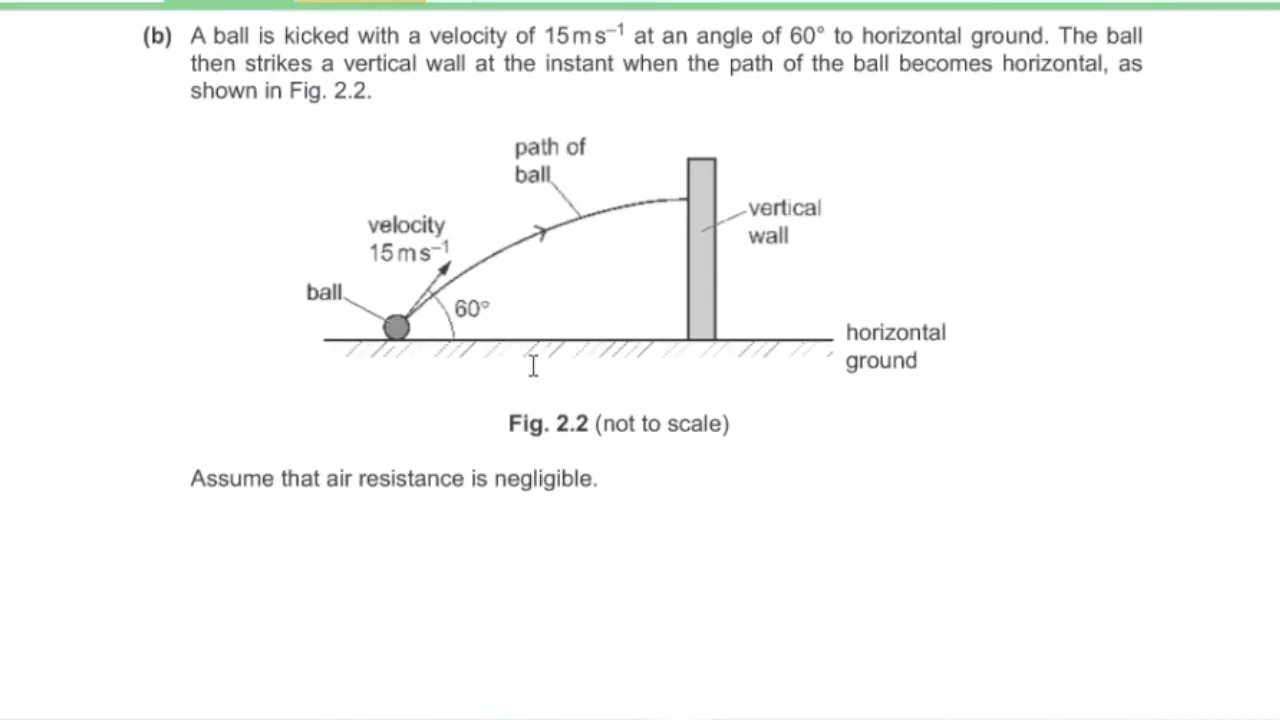 (b) A ball is kicked with a velocity of 15 m s⁻¹ at an angle of 60° to horizontal ground. The ball
then strikes a vertical wall at the instant when the path of the ball becomes horizontal, as
shown in Fig. 2.2.
path of
ball
velocity
15 m s⁻¹
vertical
wall
ball
60°
horizontal
ground
Fig. 2.2 (not to scale)
Assume that air resistance is negligible.